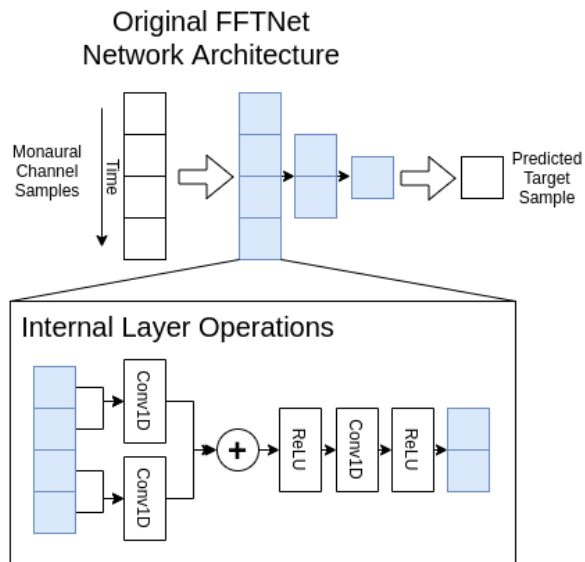 Original FFTNet
Network Architecture
Monaural
Channel
Samples
Time
Predicted
Target
Sample
Internal Layer Operations
Conv1D
Conv1D
+
ReLU
Conv1D
ReLU